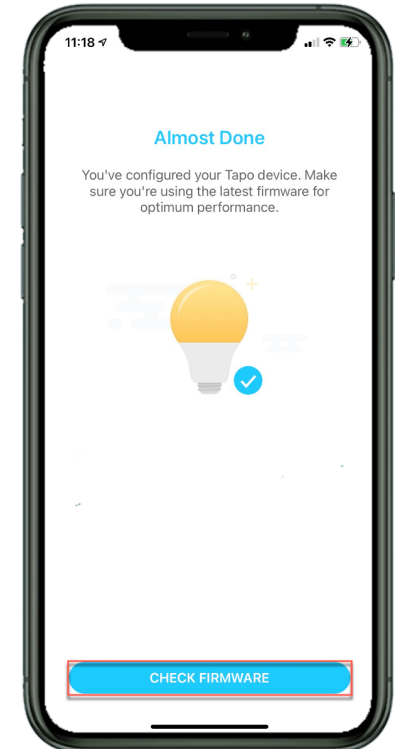 11:18
Almost Done
You've configured your Tapo device. Make
sure you're using the latest firmware for
optimum performance.
CHECK FIRMWARE